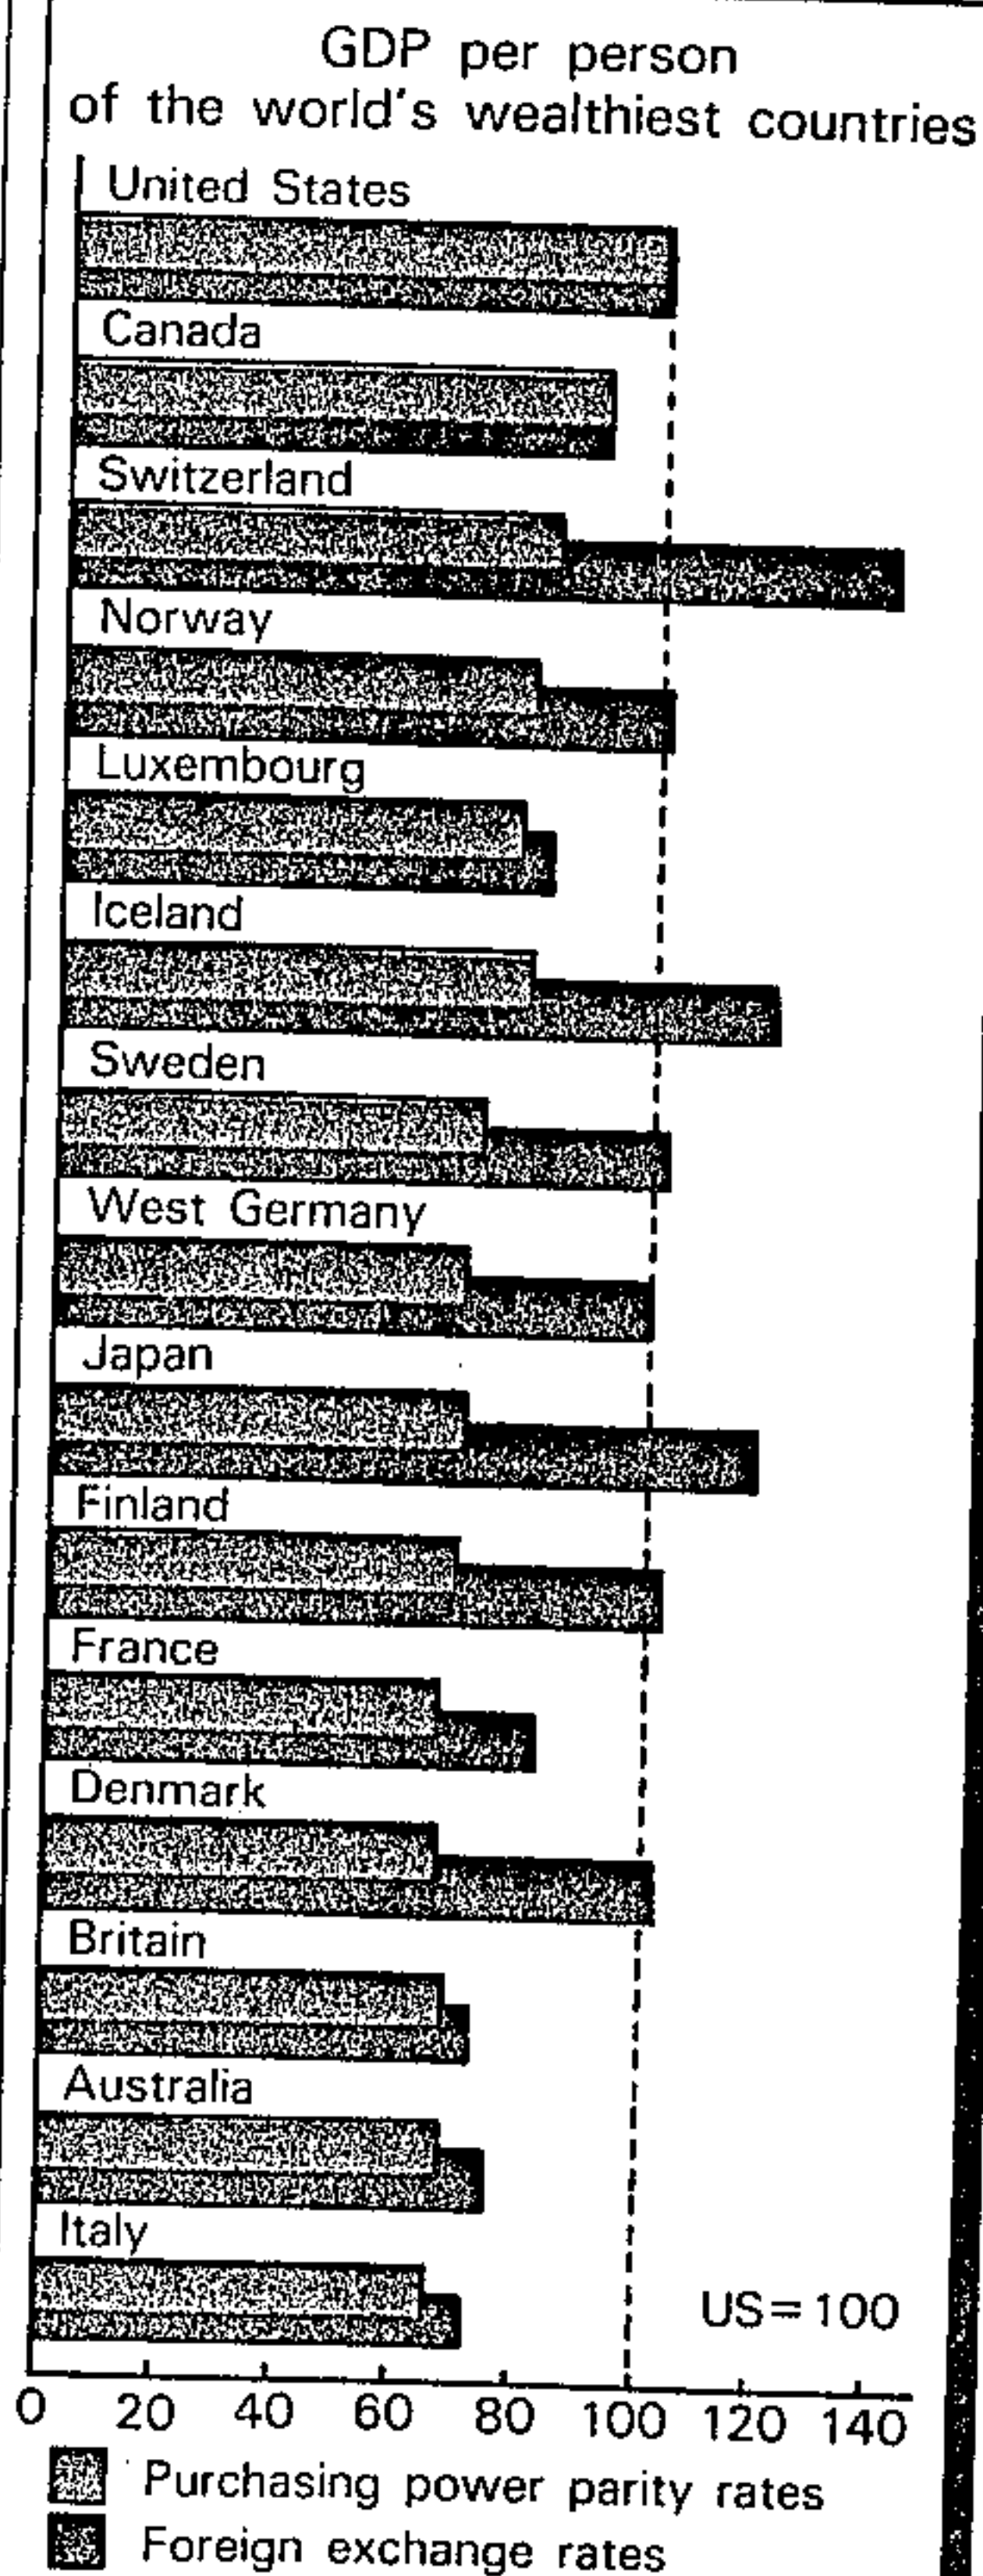 GDP per person
of the world's wealthiest countries
United States
Canada
Switzerland
Norway
Luxembourg
Iceland
Sweden
West Germany
Japan
Finland
France
Denmark
Britain
Australia
Italy
US=100
0 20 40 60 80 100 120 140
Purchasing power parity rates
Foreign exchange rates